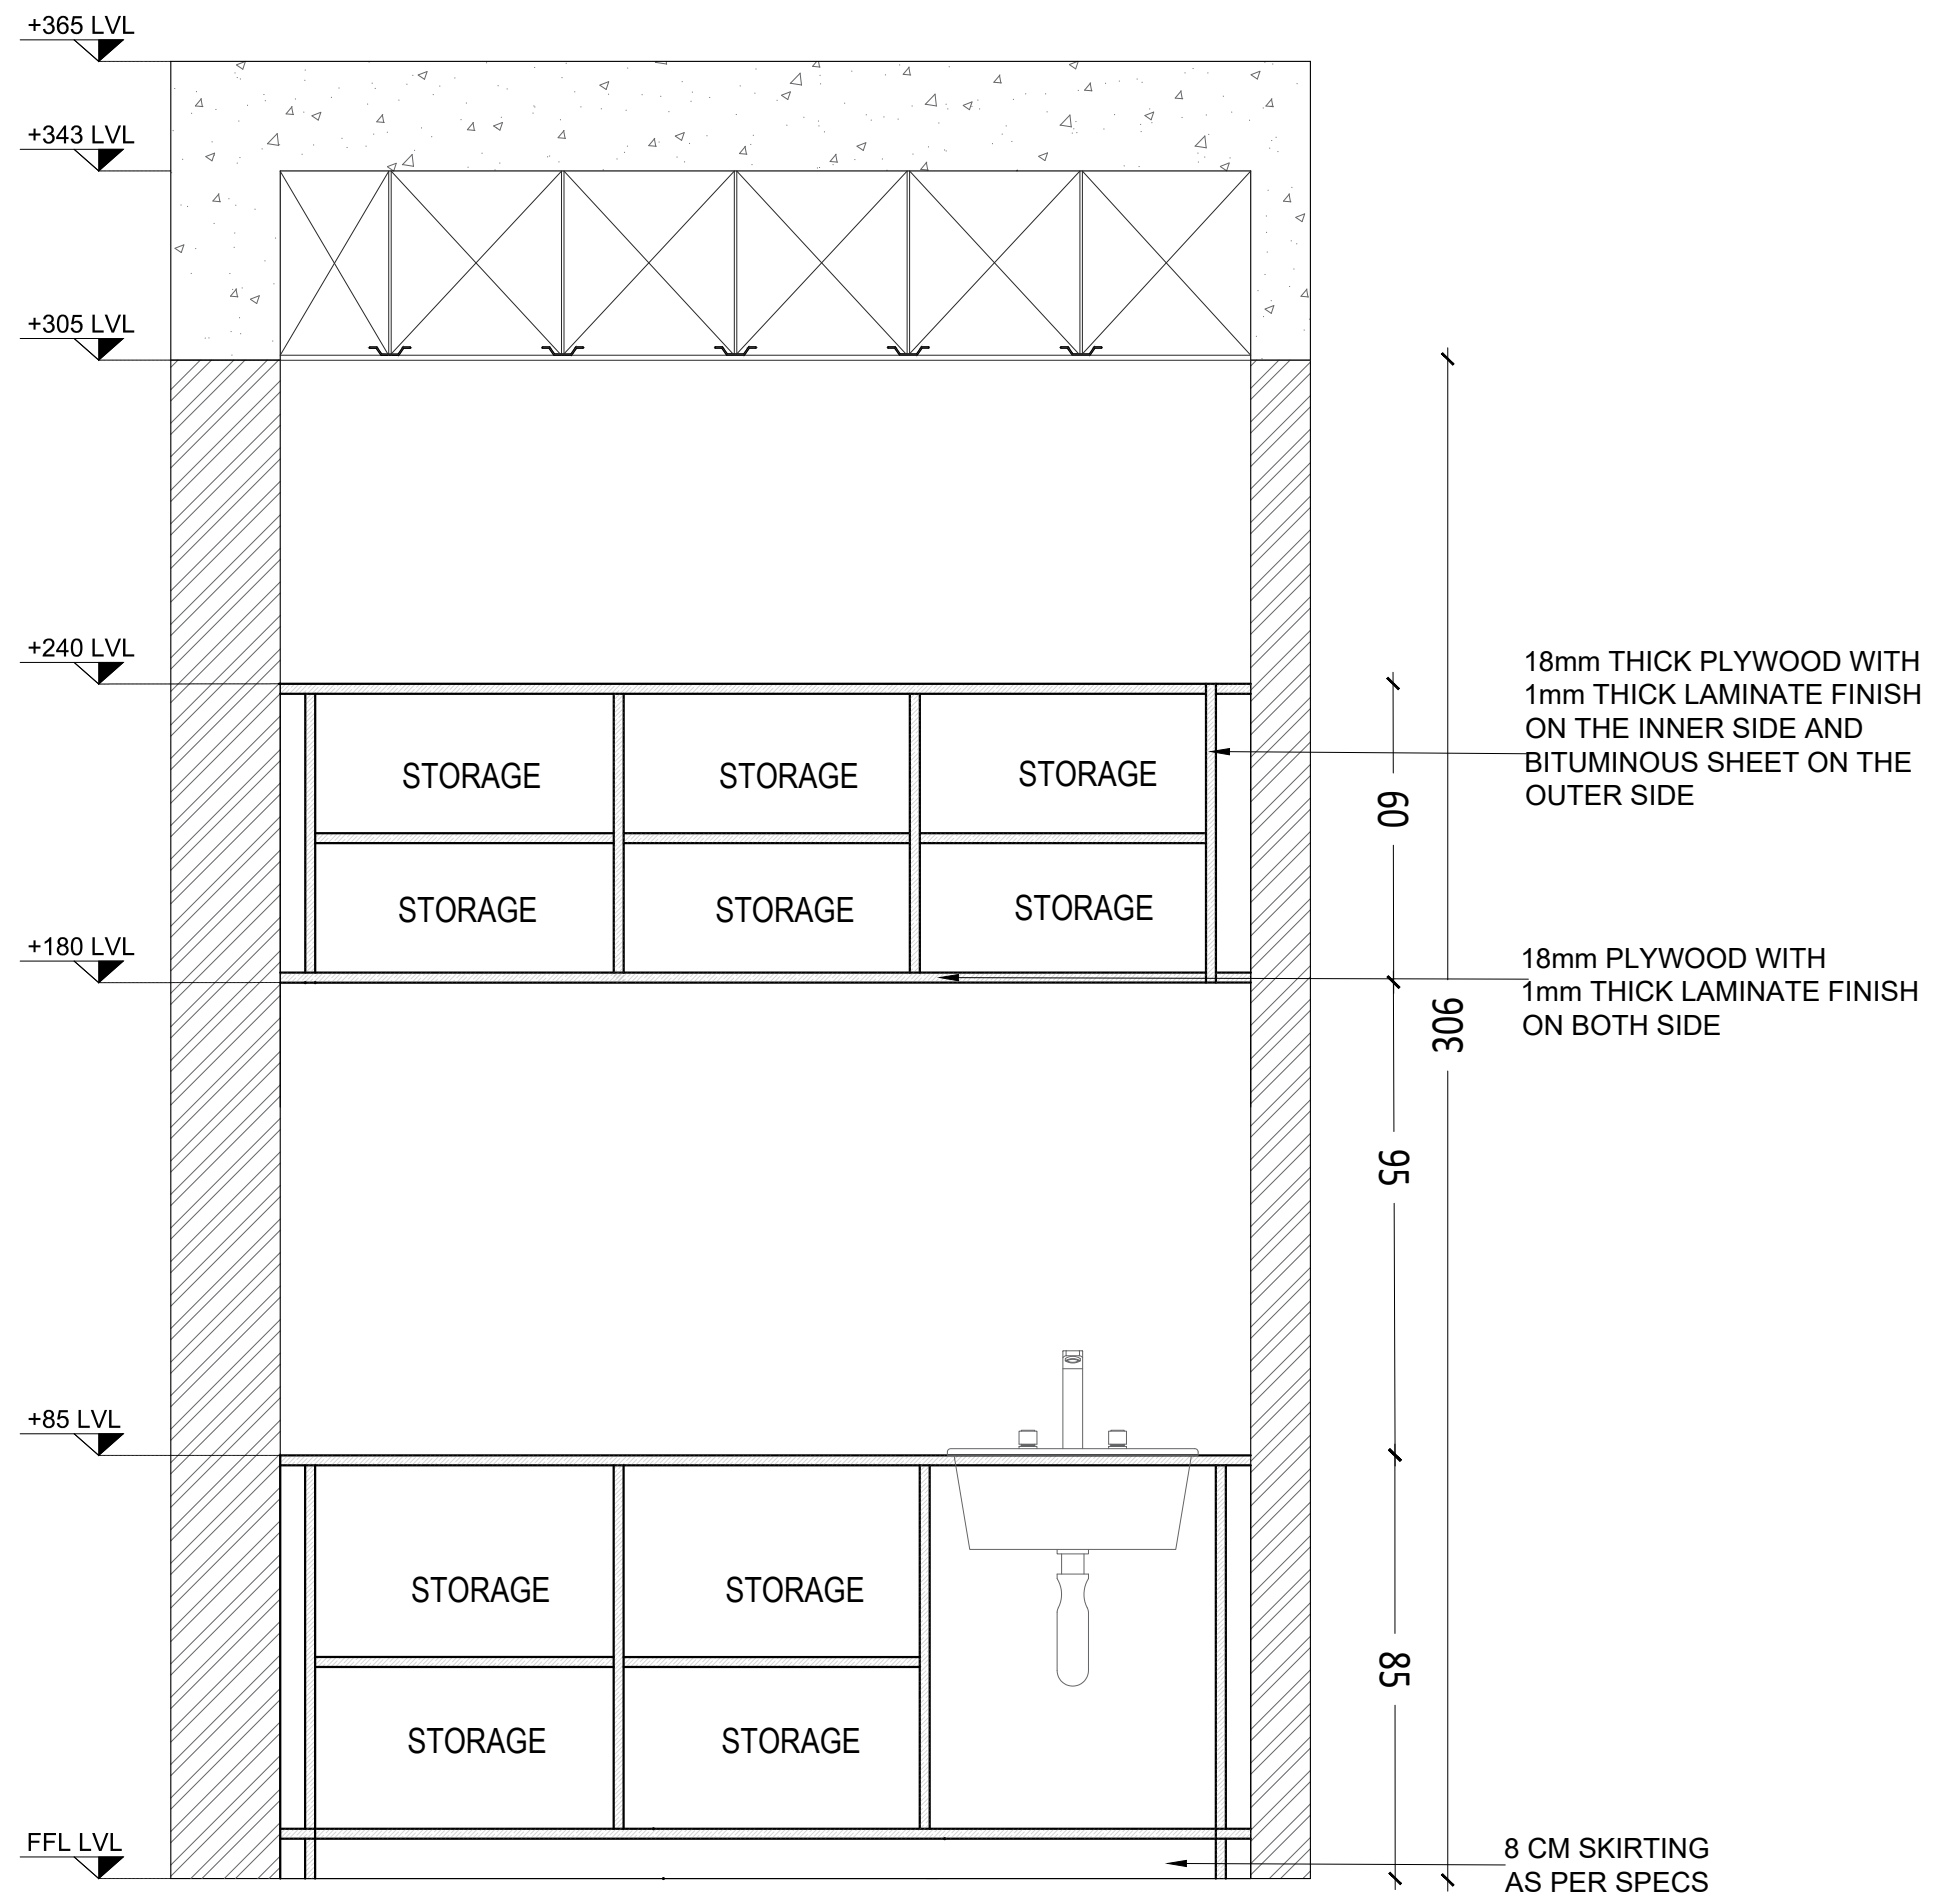 +365 LVL
+343 LVL
+305 LVL
+240 LVL
18mm THICK PLYWOOD WITH
1mm THICK LAMINATE FINISH
ON THE INNER SIDE AND
BITUMINOUS SHEET ON THE
OUTER SIDE
STORAGE STORAGE STORAGE
60
STORAGE STORAGE STORAGE
+180 LVL
18mm PLYWOOD WITH
1mm THICK LAMINATE FINISH
ON BOTH SIDE
306
95
+85 LVL
STORAGE STORAGE
85
STORAGE STORAGE
FFL LVL
8 CM SKIRTING
AS PER SPECS